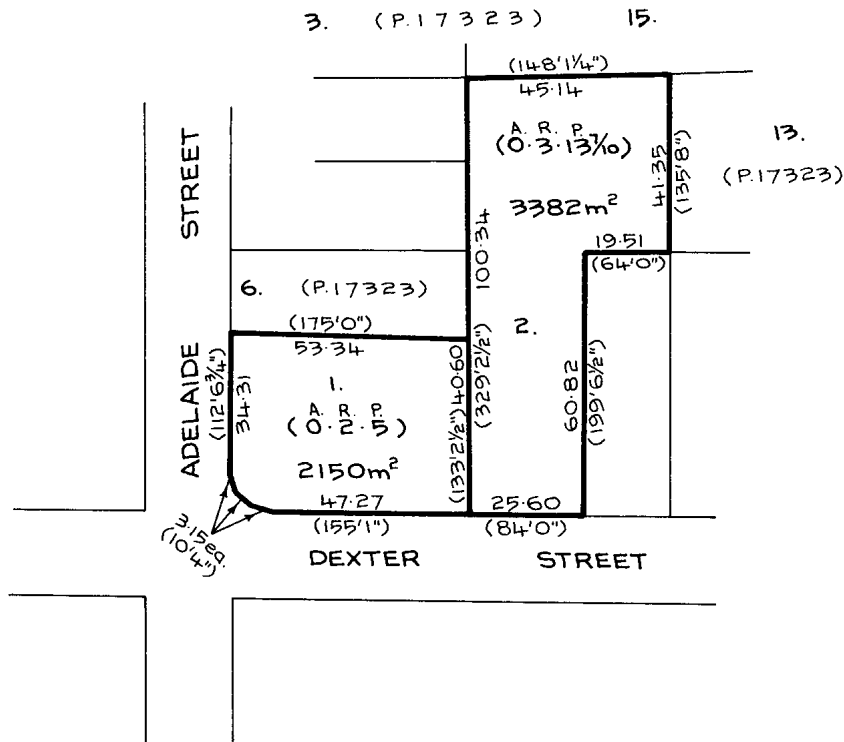 3. (P.17323) 15.
(148'1¼")
45·14
A. R. P.
(0·3·13⁷⁄₁₀)
3382m²
41·35
(135'8")
13.
(P.17323)
STREET
ADELAIDE
19·51
(64'0")
100·34
(329'2½")
6. (P.17323)
(175'0")
53·34
2.
(112'6¾")
34·31
1.
A. R. P.
(0·2·5)
2150m²
40·60
(133'2½")
60·82
(199'6½")
47·27
(155'1")
25·60
(84'0")
3·15ea.
(10'4")
DEXTER STREET